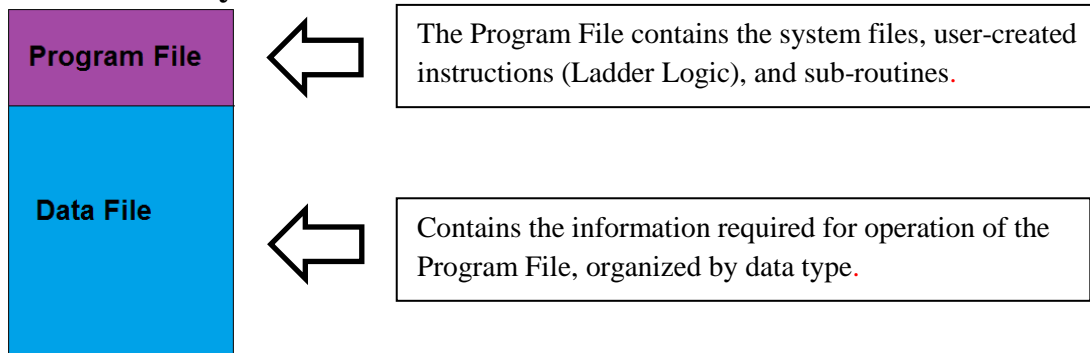 Program File
The Program File contains the system files, user-created
instructions (Ladder Logic), and sub-routines.
Data File
Contains the information required for operation of the
Program File, organized by data type.